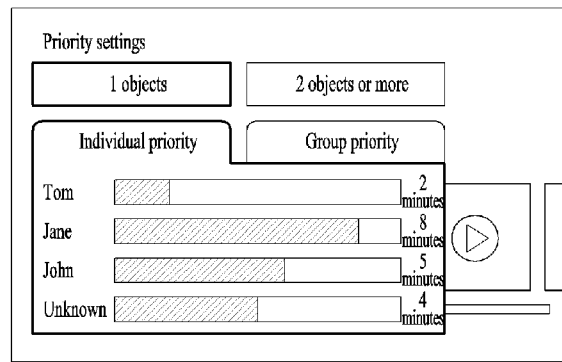 Priority settings
1 objects
2 objects or more
Individual priority
Group priority
Tom
2
minutes
Jane
8
minutes
John
5
minutes
Unknown
4
minutes